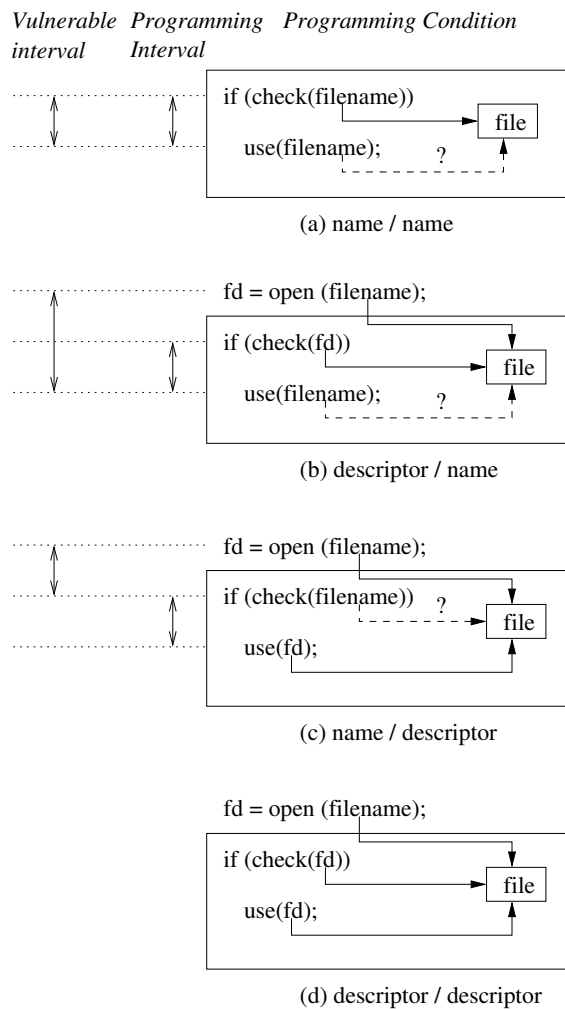 Vulnerable Programming Programming Condition
interval Interval
if (check(filename))
file
use(filename);
?
(a) name / name
fd = open (filename);
if (check(fd))
file
use(filename);
?
(b) descriptor / name
fd = open (filename);
if (check(filename))
?
file
use(fd);
(c) name / descriptor
fd = open (filename);
if (check(fd))
file
use(fd);
(d) descriptor / descriptor